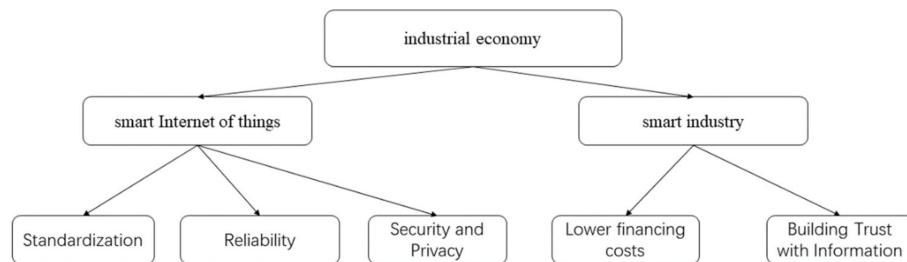 industrial economy
smart Internet of things
smart industry
Standardization
Reliability
Security and
Privacy
Lower financing
costs
Building Trust
with Information